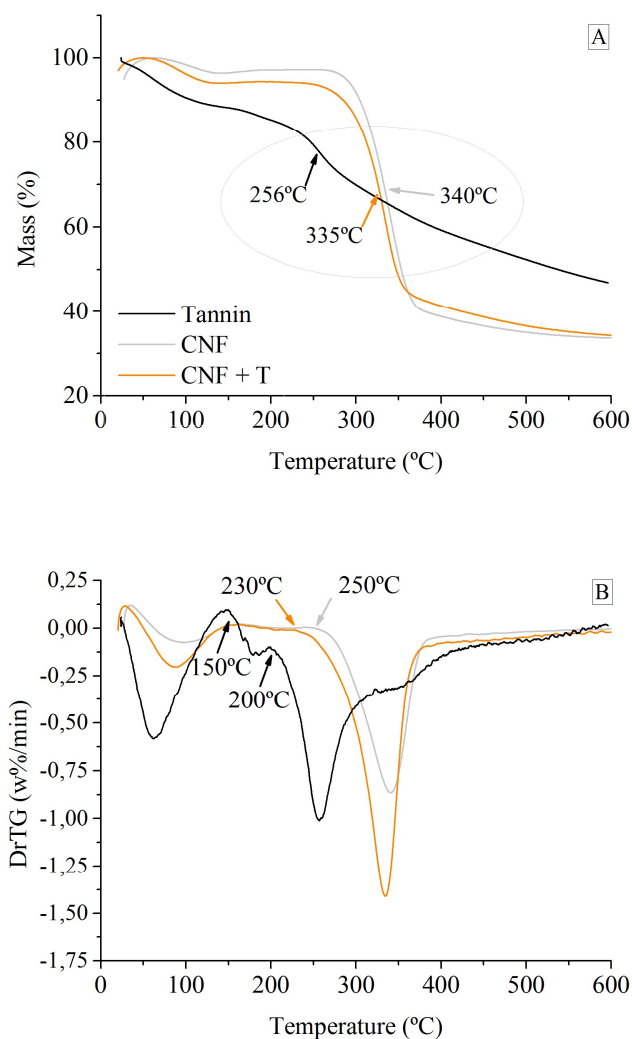 A
100
80
60
40
20
Mass (%)
256ºC
340ºC
335ºC
Tannin
CNF
CNF + T
0
100
200
300
400
500
600
Temperature (ºC)
B
0,25
0,00
-0,25
-0,50
-0,75
-1,00
-1,25
-1,50
-1,75
DrTG (w%/min)
230ºC
250ºC
150ºC
200ºC
0
100
200
300
400
500
600
Temperature (ºC)